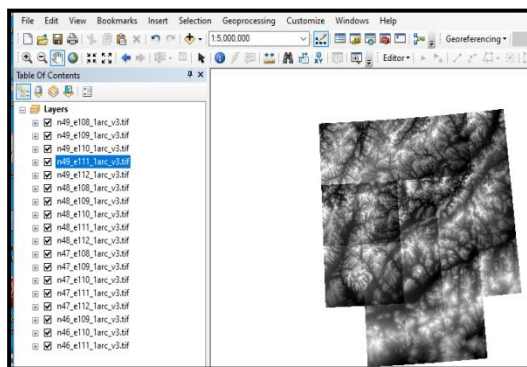 File Edit View Bookmarks Insert Selection Geoprocessing Customize Windows Help
1:5,000,000 Georeferencing
Editor
Table Of Contents
Layers
n49_e108_1arc_v3.tif
n49_e109_1arc_v3.tif
n49_e110_1arc_v3.tif
n49_e111_1arc_v3.tif
n49_e112_1arc_v3.tif
n48_e108_1arc_v3.tif
n48_e109_1arc_v3.tif
n48_e110_1arc_v3.tif
n48_e111_1arc_v3.tif
n48_e112_1arc_v3.tif
n47_e108_1arc_v3.tif
n47_e109_1arc_v3.tif
n47_e110_1arc_v3.tif
n47_e111_1arc_v3.tif
n47_e112_1arc_v3.tif
n46_e109_1arc_v3.tif
n46_e110_1arc_v3.tif
n46_e111_1arc_v3.tif